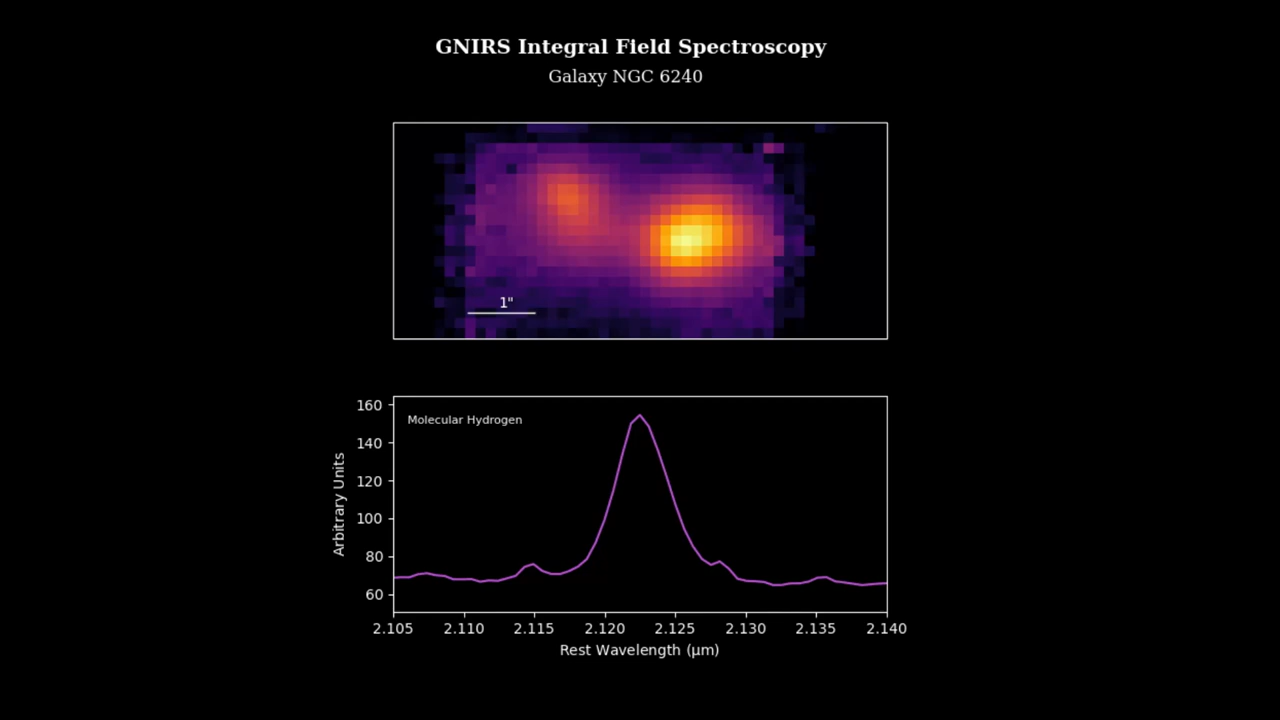 GNIRS Integral Field Spectroscopy
Galaxy NGC 6240
1"
Molecular Hydrogen
160
140
120
100
80
60
Arbitrary Units
2.105 2.110 2.115 2.120 2.125 2.130 2.135 2.140
Rest Wavelength (μm)